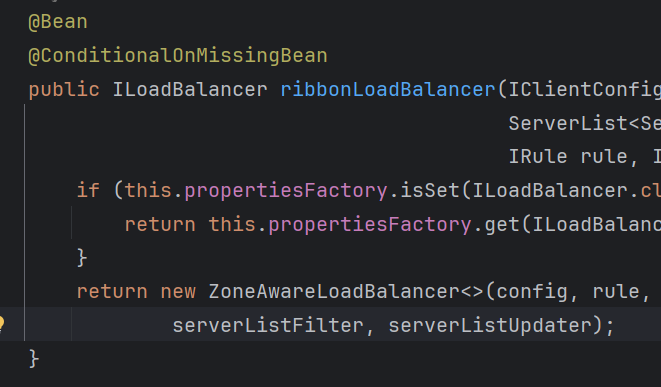 @Bean
@ConditionalOnMissingBean
public ILoadBalancer ribbonLoadBalancer(IClientConfig
ServerList<Se
IRule rule, I
if (this.propertiesFactory.isSet(ILoadBalancer.cl
return this.propertiesFactory.get(ILoadBalanc
}
return new ZoneAwareLoadBalancer<>(config, rule,
serverListFilter, serverListUpdater);
}